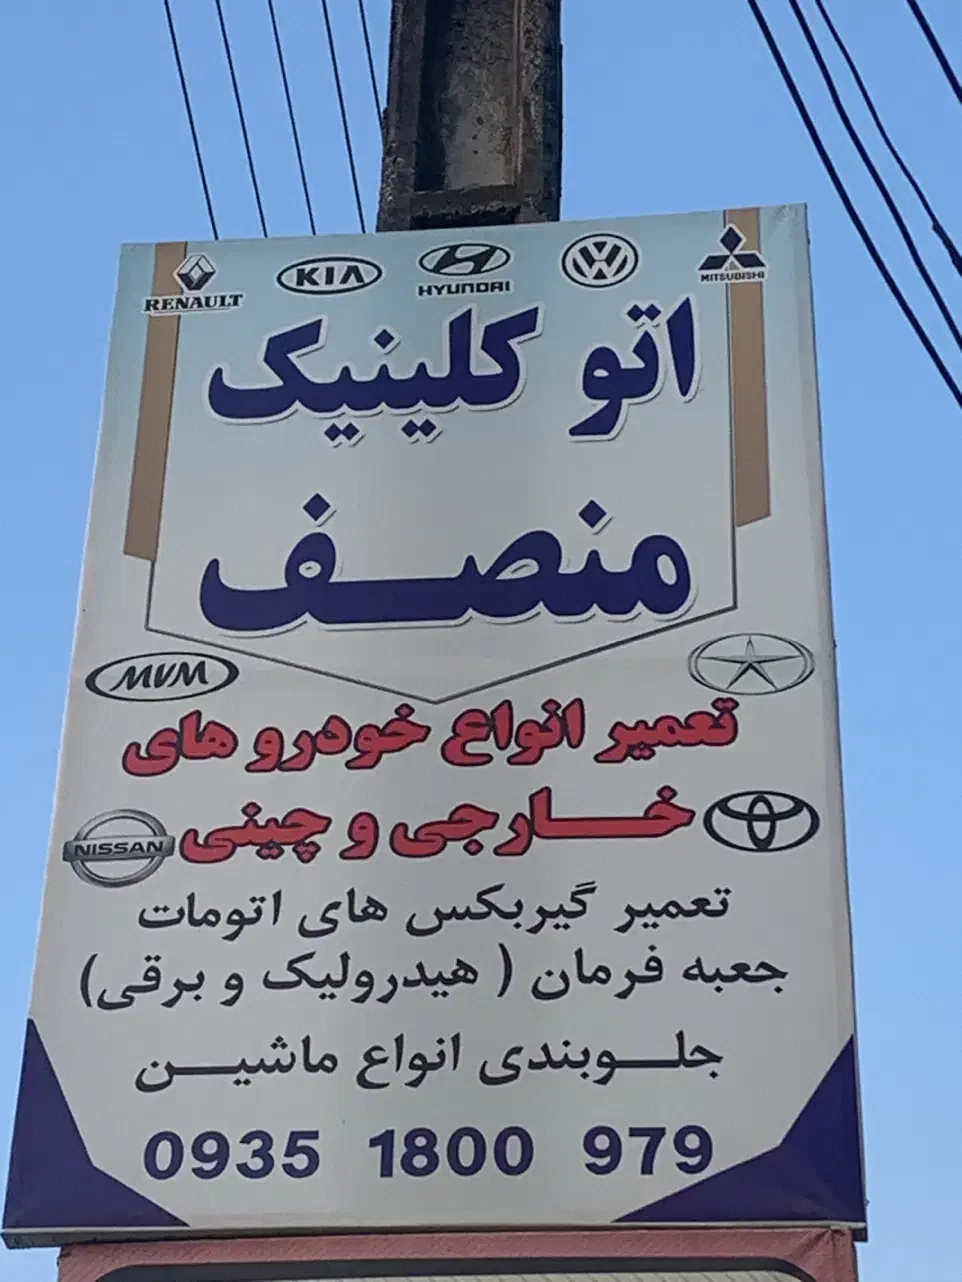 RENAULT KIA HYUNDAI MITSUBISHI
اتو کلینیک
منصف
MVM
تعمیر انواع خودرو های
خارجی و چینی
NISSAN
تعمیر گیربکس های اتومات
جعبه فرمان ( هیدرولیک و برقی)
جلوبندی انواع ماشین
0935 1800 979